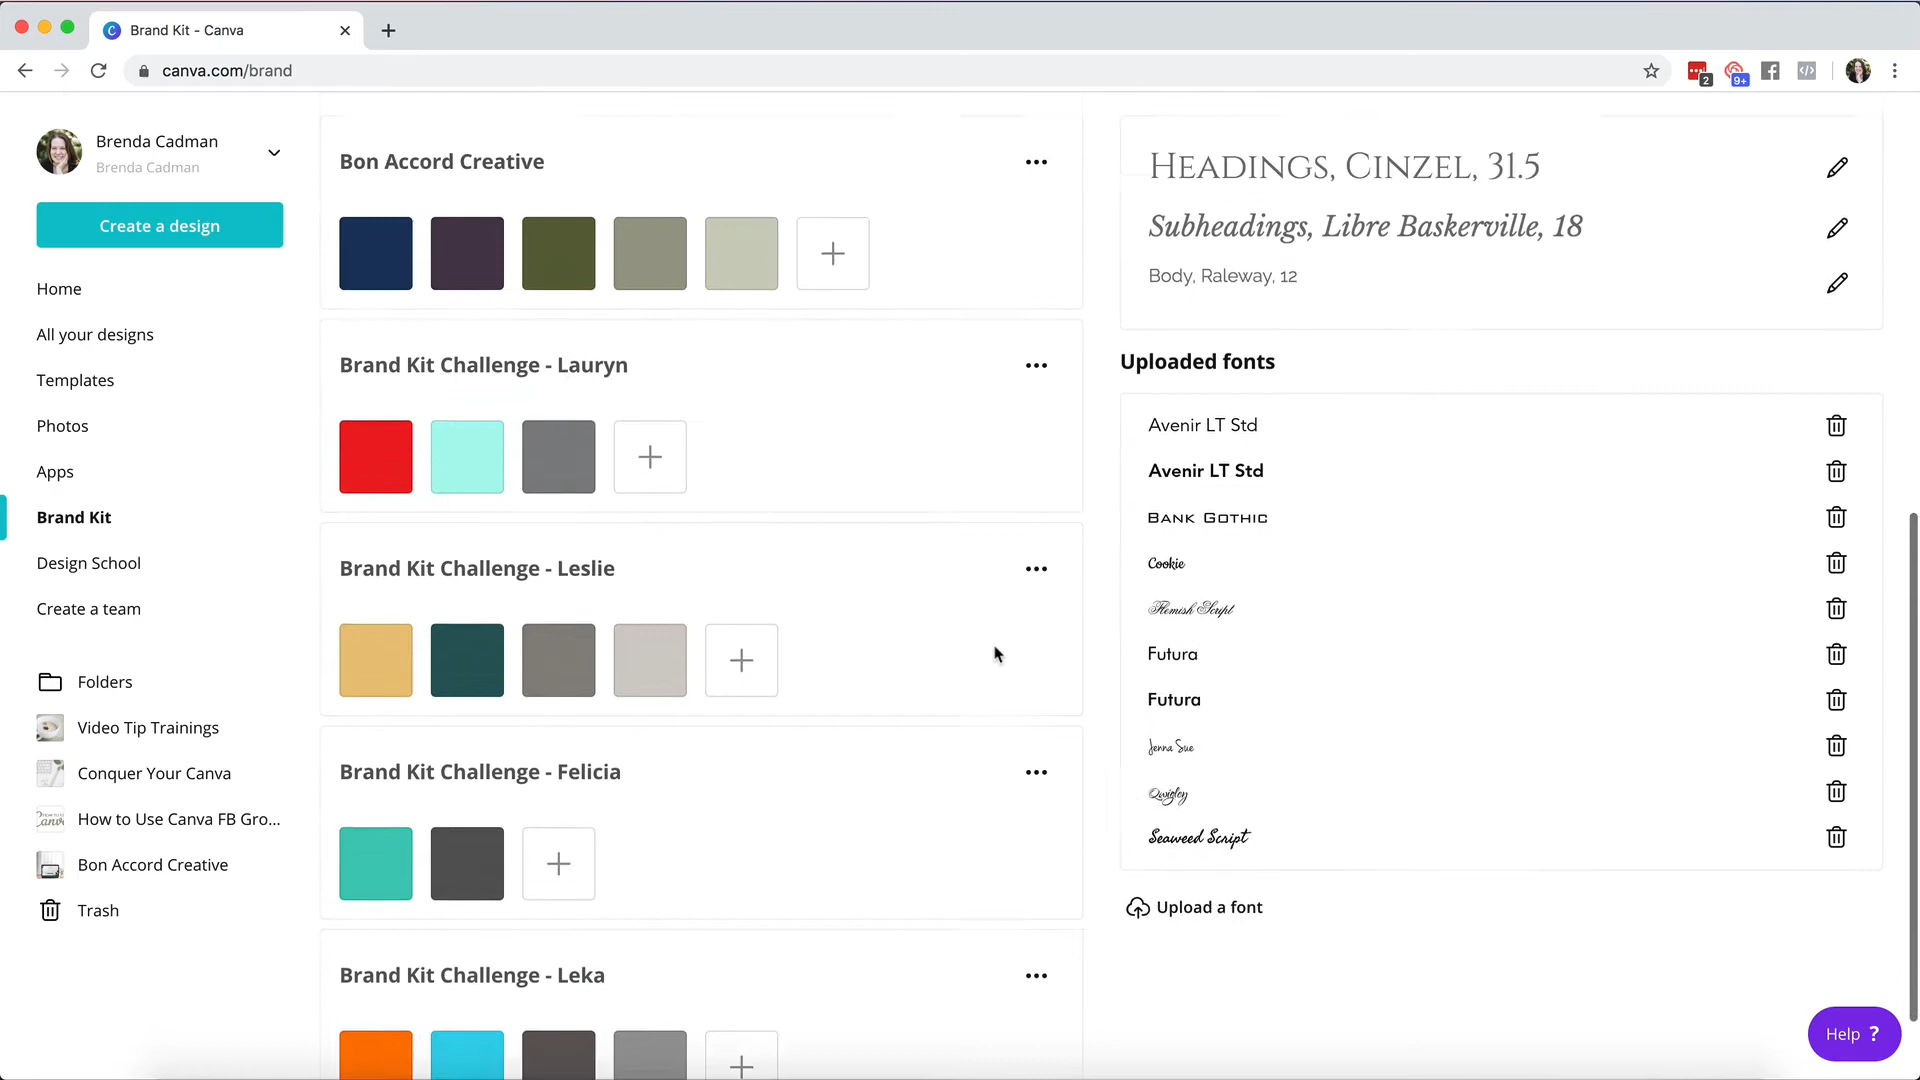 Brand Kit - Canva
canva.com/brand
2
9+
Brenda Cadman
Brenda Cadman
Create a design
Home
All your designs
Templates
Photos
Apps
Brand Kit
Design School
Create a team
Folders
Video Tip Trainings
Conquer Your Canva
How to Use Canva FB Gro...
Bon Accord Creative
Trash
Bon Accord Creative
Brand Kit Challenge - Lauryn
Brand Kit Challenge - Leslie
Brand Kit Challenge - Felicia
Brand Kit Challenge - Leka
Headings, Cinzel, 31.5
Subheadings, Libre Baskerville, 18
Body, Raleway, 12
Uploaded fonts
Avenir LT Std
Avenir LT Std
Bank Gothic
Cookie
Flemish Script
Futura
Futura
Jenna Sue
Qwigley
Seaweed Script
Upload a font
Help ?